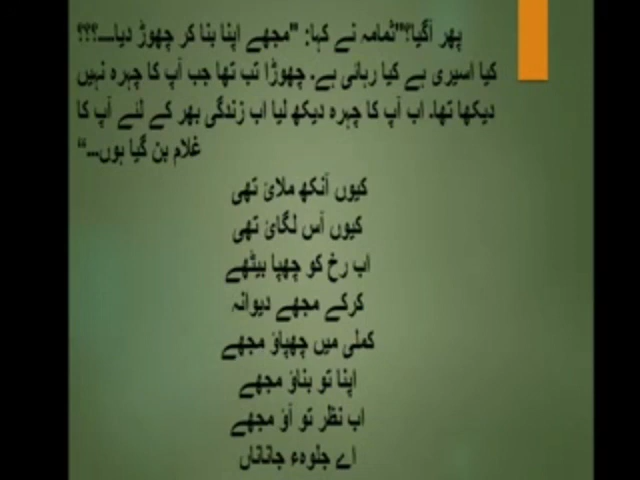 پھر آگیا؟"ثمامہ نے کہا: "مجھے اپنا بنا کر چھوڑ دیا۔۔۔؟؟؟
کیا اسیری ہے کیا رہائی ہے۔ چھوڑا تب تھا جب آپ کا چہرہ نہیں
دیکھا تھا۔ اب آپ کا چہرہ دیکھ لیا اب زندگی بھر کے لئے آپ کا
غلام بن گیا ہوں۔۔۔"
کیوں آنکھ ملائ تھی
کیوں آس لگائ تھی
اب رخ کو چھپا بیٹھے
کرکے مجھے دیوانہ
کملی میں چھپاؤ مجھے
اپنا تو بناؤ مجھے
اب نظر تو آؤ مجھے
اے جلوہء جاناناں